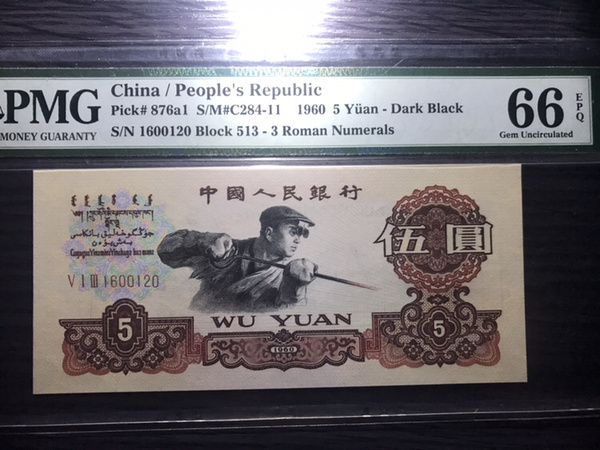 China / People's Republic
PMG
Pick# 876a1 S/M#C284-11 1960 5 Yüan - Dark Black
MONEY GUARANTY
S/N 1600120 Block 513 - 3 Roman Numerals
66 EPQ
Gem Uncirculated
中國人民銀行
伍圓
V I III 1600120
5
WU YUAN
5
1960